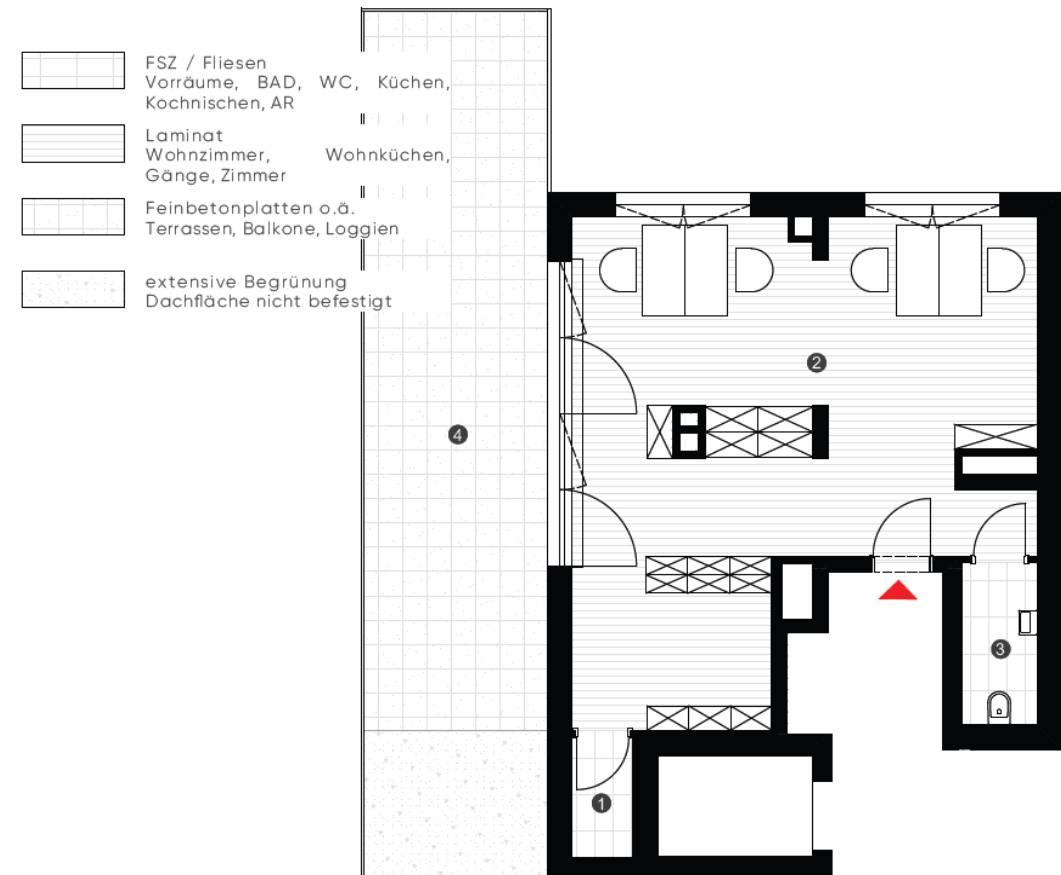 FSZ / Fliesen
Vorräume, BAD, WC, Küchen,
Kochnischen, AR
Laminat
Wohnzimmer, Wohnküchen,
Gänge, Zimmer
Feinbetonplatten o.ä.
Terrassen, Balkone, Loggien
extensive Begrünung
Dachfläche nicht befestigt
2
4
3
1